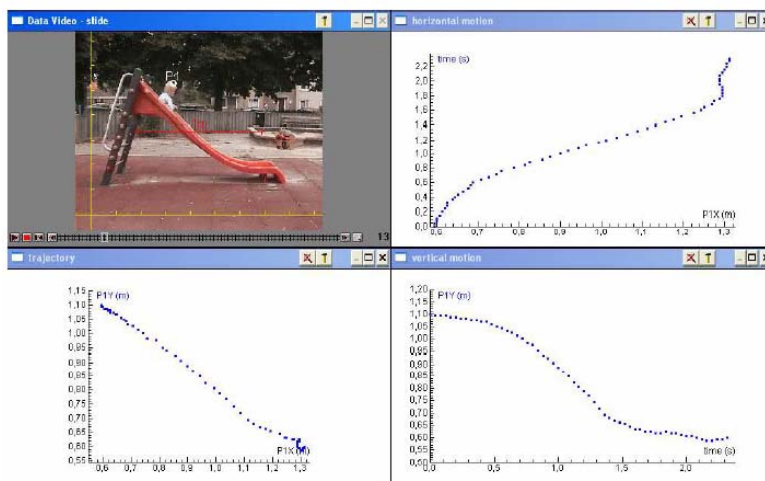 Data Video - slide
P1
13
horizontal motion
time (s)
2,2
2,0
1,8
1,6
1,4
1,2
1,0
0,8
0,6
0,4
0,2
0,0
P1X (m)
0,6 0,7 0,8 0,9 1,0 1,1 1,2 1,3
trajectory
P1Y (m)
1,15
1,10
1,05
1,00
0,95
0,90
0,85
0,80
0,75
0,70
0,65
0,60
0,55
P1X (m)
0,6 0,7 0,8 0,9 1,0 1,1 1,2 1,3
vertical motion
P1Y (m)
1,20
1,15
1,10
1,05
1,00
0,95
0,90
0,85
0,80
0,75
0,70
0,65
0,60
0,55
0,50
time (s)
0,0 0,5 1,0 1,5 2,0